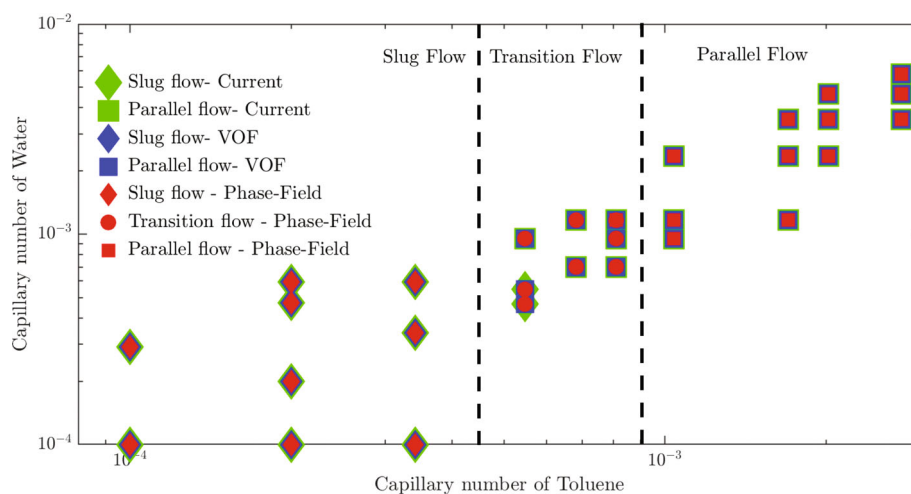 10⁻²
Slug Flow
Transition Flow
Parallel Flow
Slug flow- Current
Parallel flow- Current
Slug flow- VOF
Parallel flow- VOF
Slug flow - Phase-Field
Transition flow - Phase-Field
Parallel flow - Phase-Field
Capillary number of Water
10⁻³
10⁻⁴
10⁻⁴
10⁻³
Capillary number of Toluene